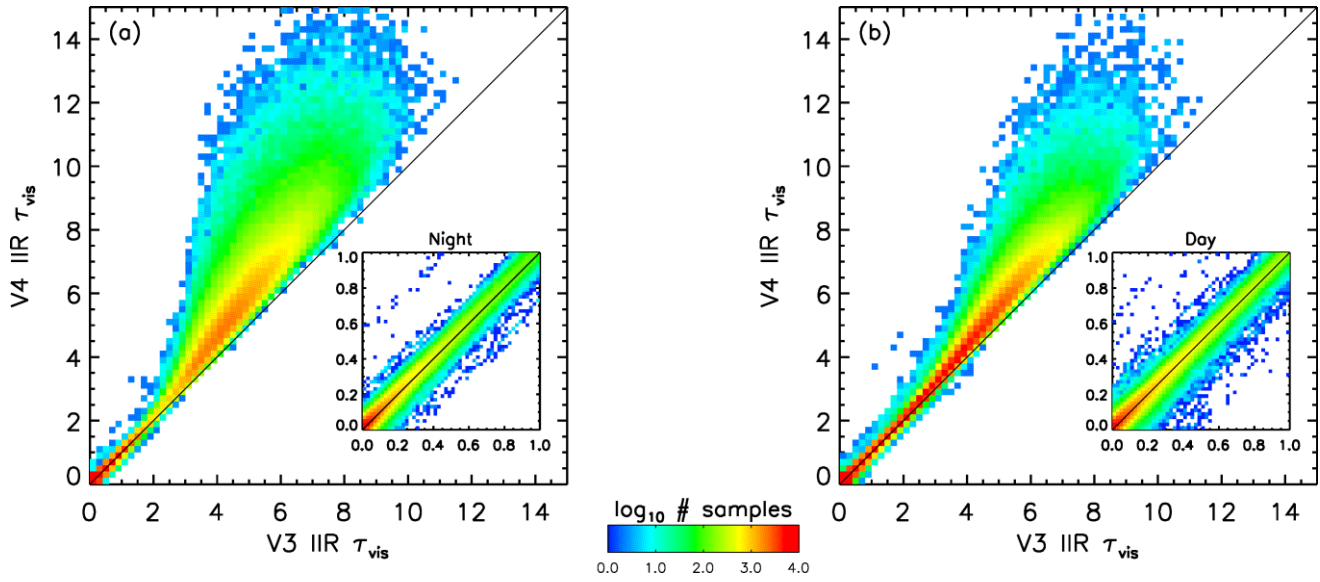 (a)
14
12
10
8
6
4
2
0
V4 IIR τvis
0 2 4 6 8 10 12 14
V3 IIR τvis
Night
1.0
0.8
0.6
0.4
0.2
0.0
0.0 0.2 0.4 0.6 0.8 1.0
log10 # samples
0.0 1.0 2.0 3.0 4.0
(b)
14
12
10
8
6
4
2
0
V4 IIR τvis
0 2 4 6 8 10 12 14
V3 IIR τvis
Day
1.0
0.8
0.6
0.4
0.2
0.0
0.0 0.2 0.4 0.6 0.8 1.0